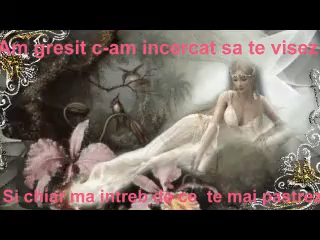 Am gresit c-am incercat sa te visez
Si chiar ma intreb de ce te mai pastrez